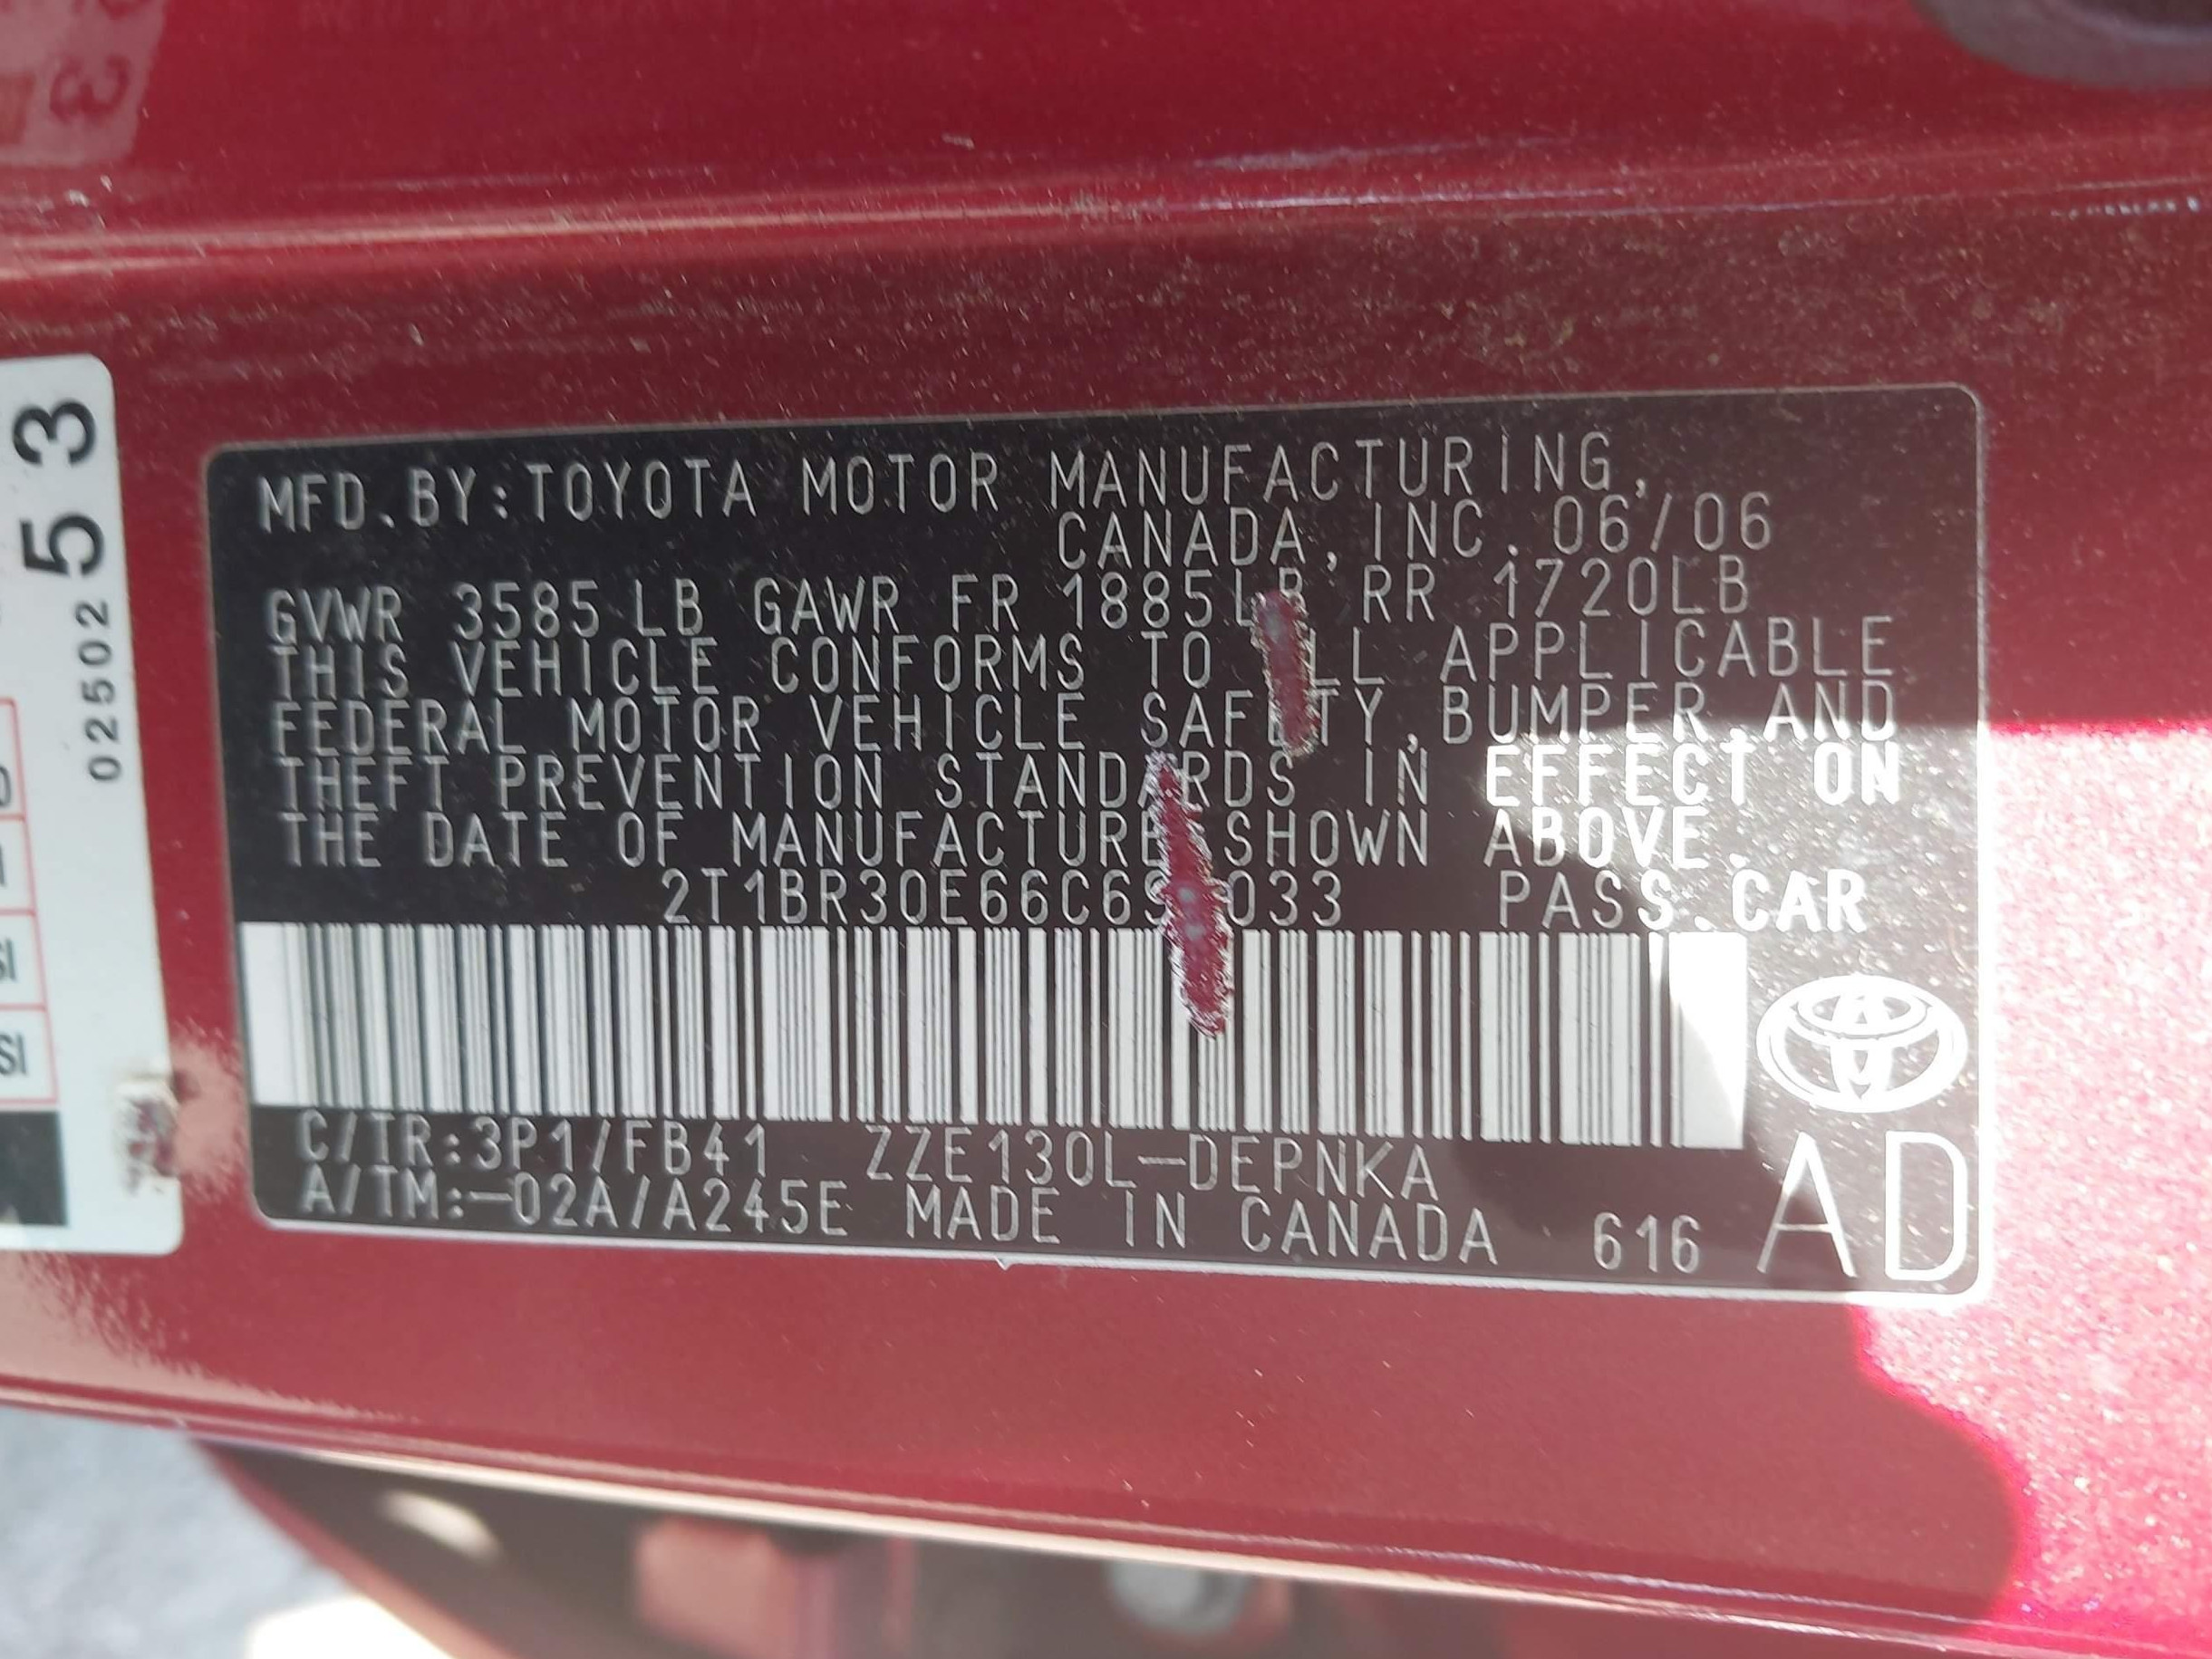 MFD.BY:TOYOTA MOTOR MANUFACTURING,
CANADA,INC. 06/06
GVWR 3585 LB GAWR FR 1885LB RR 1720LB
THIS VEHICLE CONFORMS TO ALL APPLICABLE
FEDERAL MOTOR VEHICLE SAFETY,BUMPER,AND
THEFT PREVENTION STANDARDS IN EFFECT ON
THE DATE OF MANUFACTURE SHOWN ABOVE.
PASS.CAR
C/TR:3P1/FB41 ZZE130L-DEPNKA
A/TM:-02A/A245E MADE IN CANADA 616
AD
53
02502